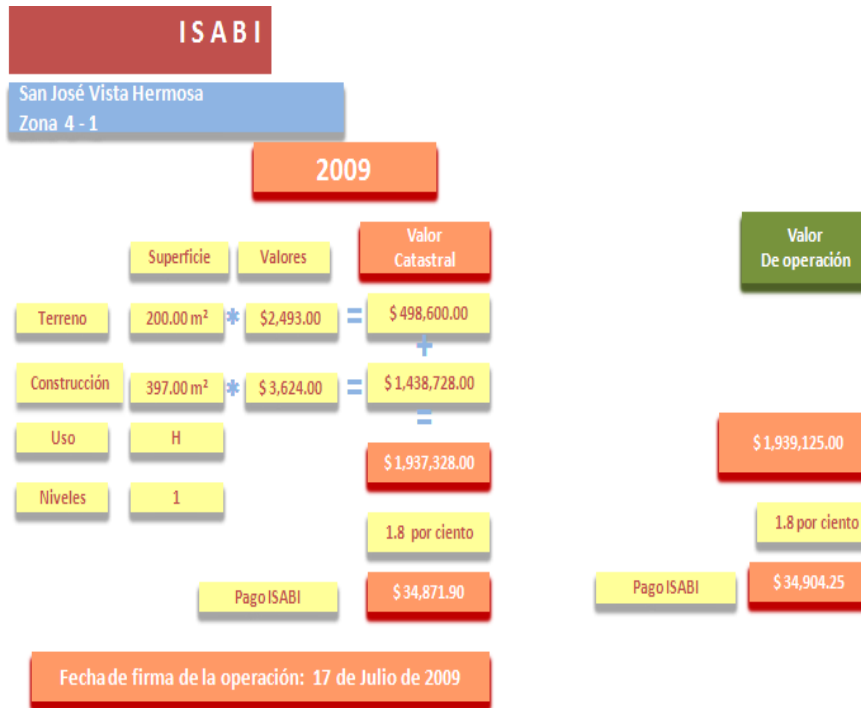 ISABI
San José Vista Hermosa
Zona 4 - 1
2009
Superficie Valores Valor Catastral Valor De operación
Terreno 200.00 m² * $2,493.00 = $ 498,600.00
+
Construcción 397.00 m² * $ 3,624.00 = $ 1,438,728.00
=
Uso H
$ 1,937,328.00 $ 1,939,125.00
Niveles 1
1.8 por ciento 1.8 por ciento
Pago ISABI $ 34,871.90 Pago ISABI $ 34,904.25
Fecha de firma de la operación: 17 de Julio de 2009